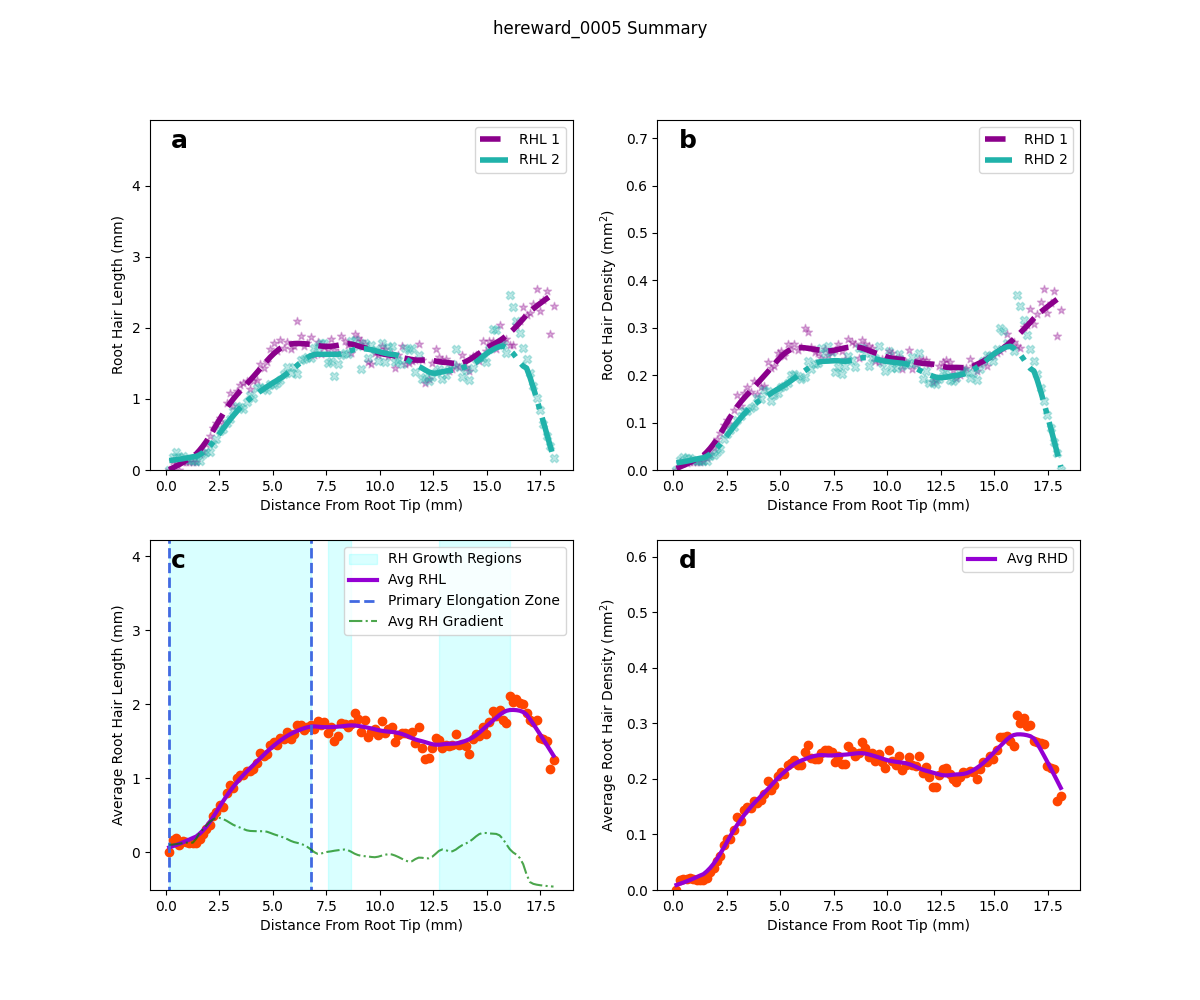 hereward_0005 Summary
a
RHL 1
RHL 2
4
3
2
1
0
Root Hair Length (mm)
0.0 2.5 5.0 7.5 10.0 12.5 15.0 17.5
Distance From Root Tip (mm)
b
RHD 1
RHD 2
0.7
0.6
0.5
0.4
0.3
0.2
0.1
0.0
Root Hair Density (mm²)
0.0 2.5 5.0 7.5 10.0 12.5 15.0 17.5
Distance From Root Tip (mm)
c
RH Growth Regions
Avg RHL
Primary Elongation Zone
Avg RH Gradient
4
3
2
1
0
Average Root Hair Length (mm)
0.0 2.5 5.0 7.5 10.0 12.5 15.0 17.5
Distance From Root Tip (mm)
d
Avg RHD
0.6
0.5
0.4
0.3
0.2
0.1
0.0
Average Root Hair Density (mm²)
0.0 2.5 5.0 7.5 10.0 12.5 15.0 17.5
Distance From Root Tip (mm)